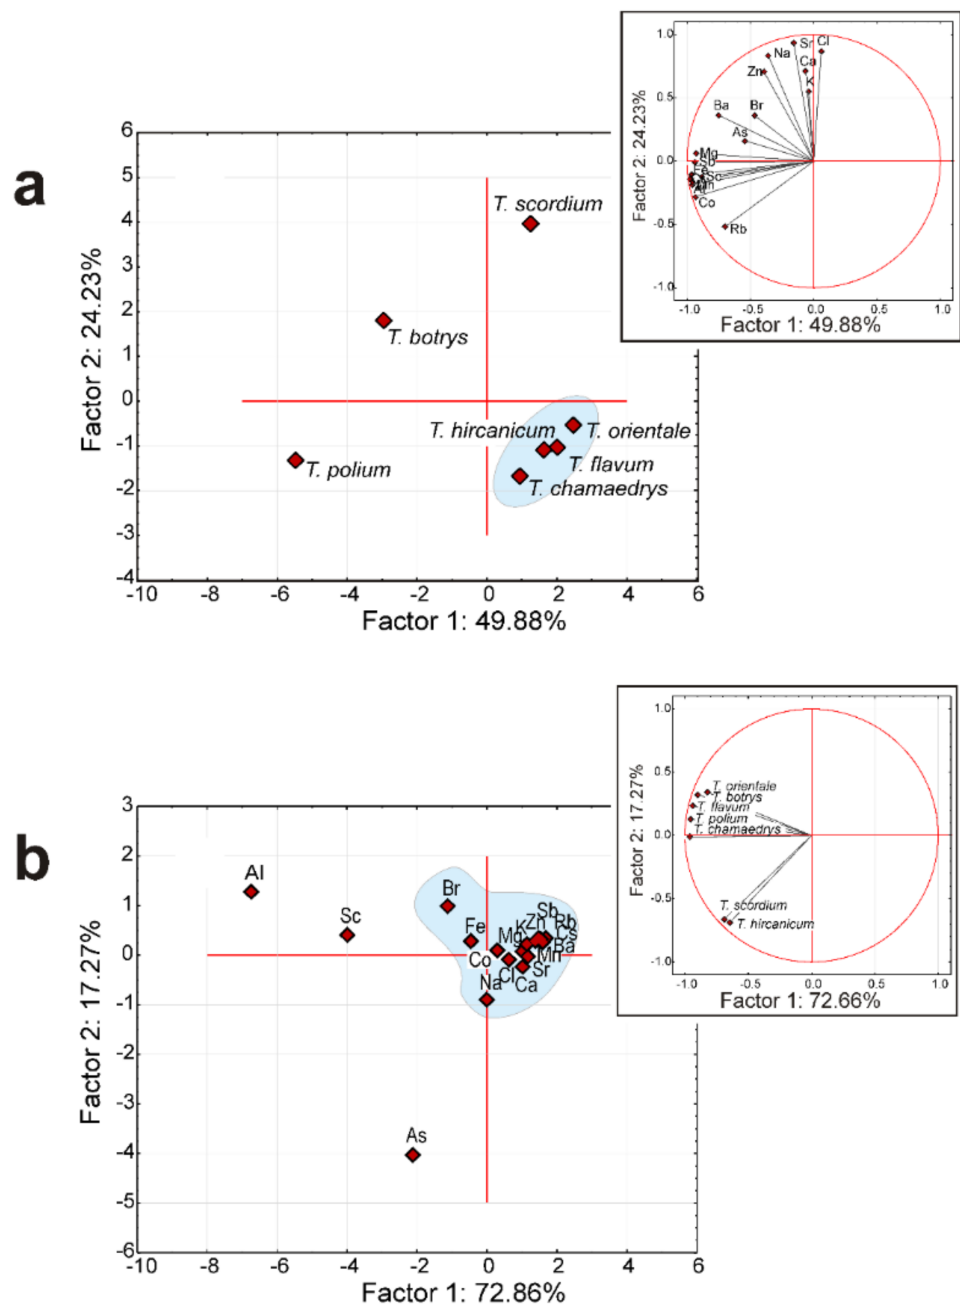 a
6
5
4
3
2
1
0
-1
-2
-3
-4
-10
-8
-6
-4
-2
0
2
4
6
Factor 2: 24.23%
Factor 1: 49.88%
T. scordium
T. botrys
T. hircanicum
T. orientale
T. polium
T. flavum
T. chamaedrys
1.0
0.5
0.0
-0.5
-1.0
-1.0
-0.5
0.0
0.5
1.0
Factor 2: 24.23%
Factor 1: 49.88%
Sr
Cl
Na
Ca
Zn
K
Ba
Br
As
Mg
Sb
Fe
Sc
Mn
Al
Co
Rb
b
3
2
1
0
-1
-2
-3
-4
-5
-6
-10
-8
-6
-4
-2
0
2
4
6
Factor 2: 17.27%
Factor 1: 72.86%
Al
Br
Sc
Sb
Fe
K
Zn
Rb
Mg
Cs
Ba
Co
Mn
Cl
Sr
Na
Ca
As
1.0
0.5
0.0
-0.5
-1.0
-1.0
-0.5
0.0
0.5
1.0
Factor 2: 17.27%
Factor 1: 72.66%
T. orientale
T. botrys
T. flavum
T. polium
T. chamaedrys
T. scordium
T. hircanicum